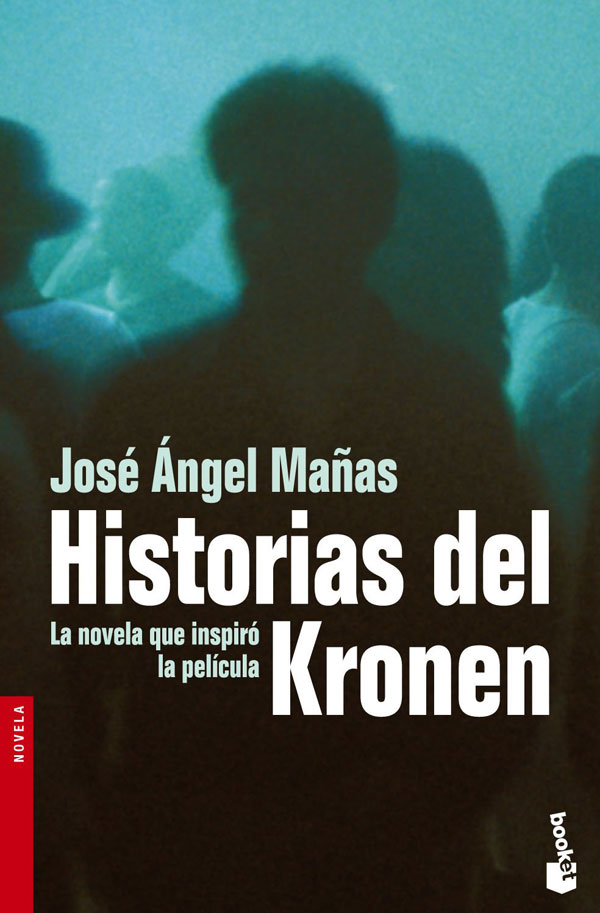 José Ángel Mañas
Historias del
La novela que inspiró
la película
Kronen
NOVELA
booket